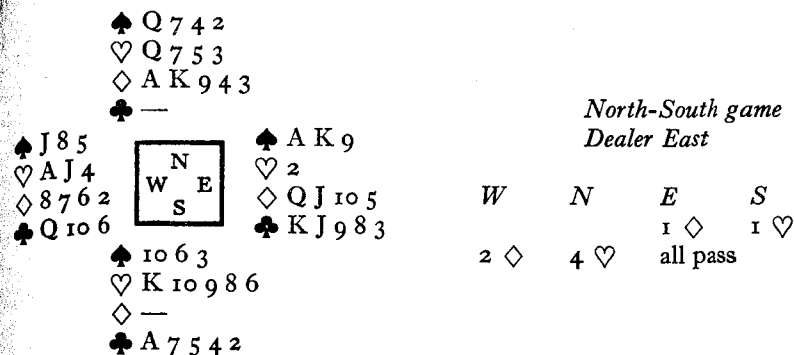 ♠ Q 7 4 2
♡ Q 7 5 3
♢ A K 9 4 3
♣ —
North-South game
Dealer East
♠ J 8 5
♡ A J 4
♢ 8 7 6 2
♣ Q 10 6
N
W E
S
♠ A K 9
♡ 2
♢ Q J 10 5
♣ K J 9 8 3
W N E S
1 ♢ 1 ♡
2 ♢ 4 ♡ all pass
♠ 10 6 3
♡ K 10 9 8 6
♢ —
♣ A 7 5 4 2